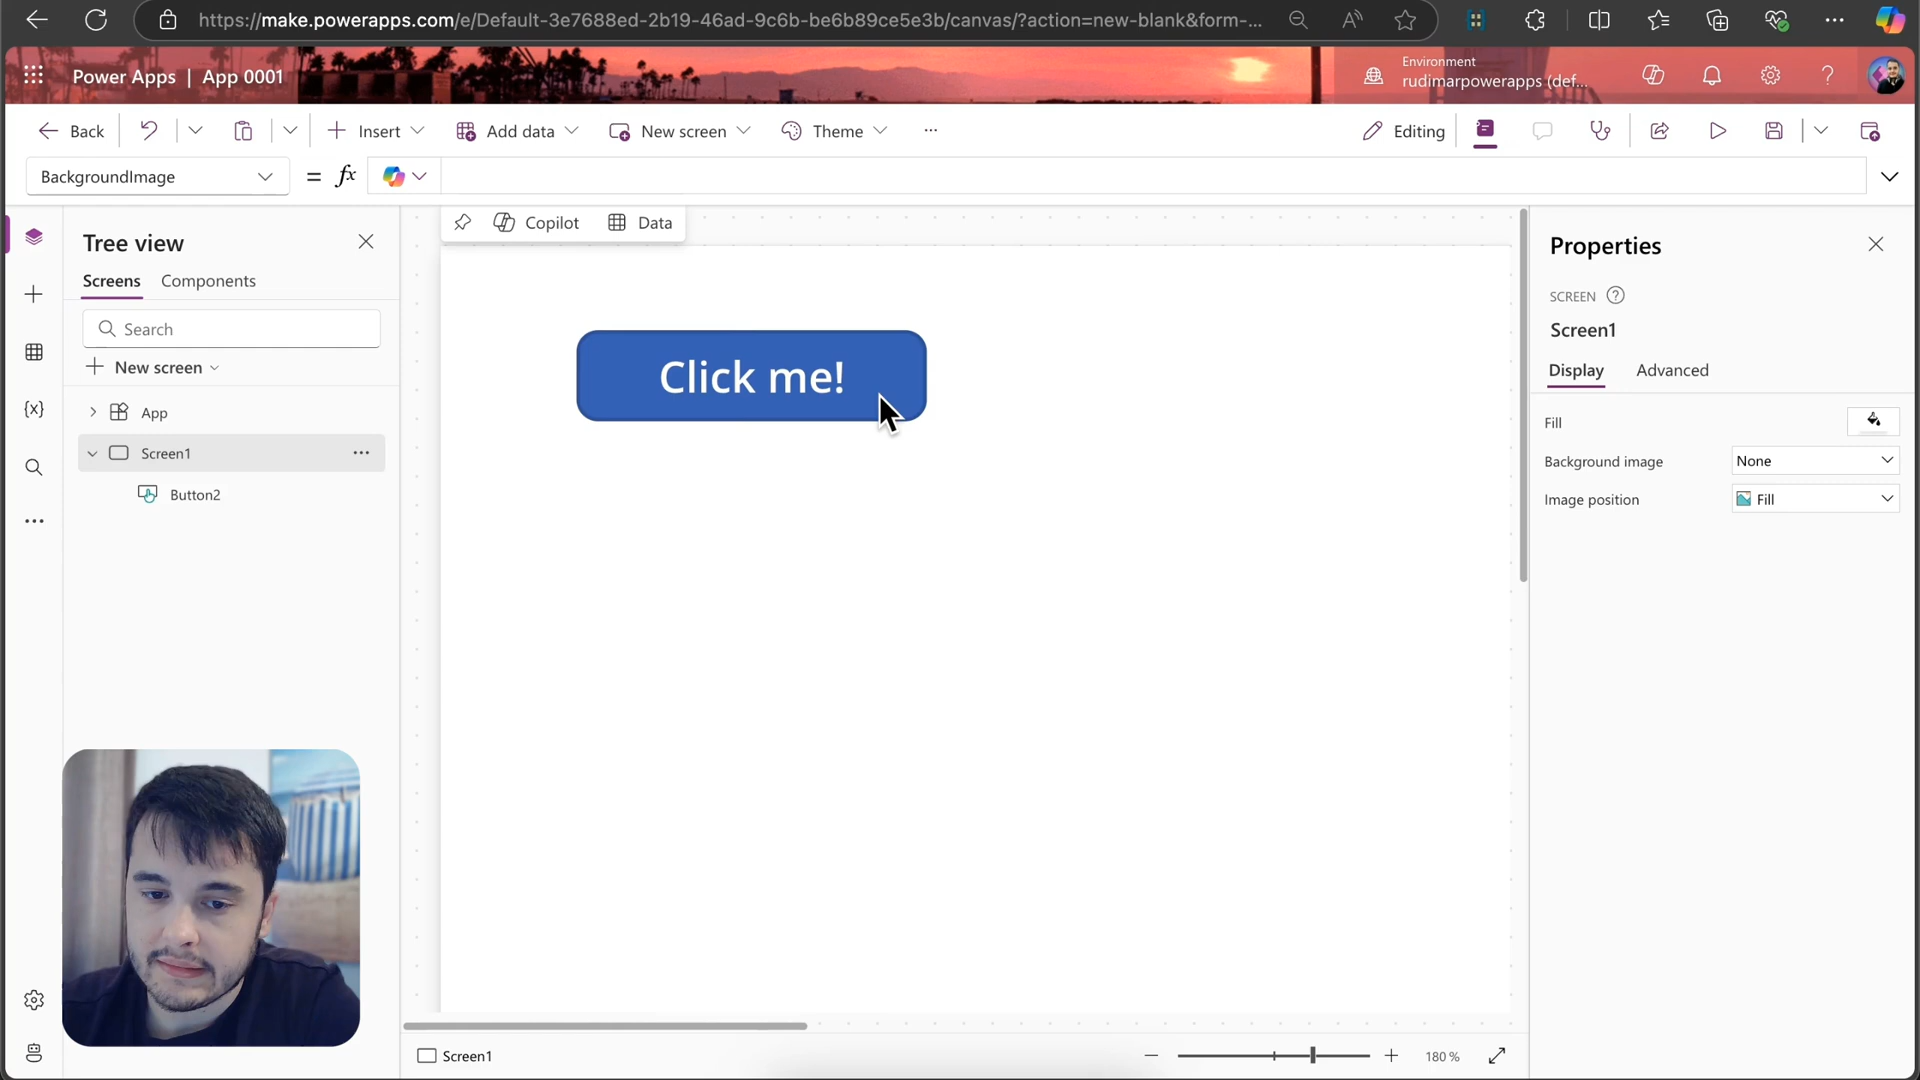 https://make.powerapps.com/e/Default-3e7688ed-2b19-46ad-9c6b-be6b89ce5e3b/canvas/?action=new-blank&form-...
Power Apps | App 0001
Environment
rudimarpowerapps (def...
Back
Insert
Add data
New screen
Theme
Editing
BackgroundImage
= fx
Copilot
Data
Tree view
Screens Components
Search
New screen
App
Screen1
Button2
Click me!
Properties
SCREEN
Screen1
Display Advanced
Fill
Background image None
Image position Fill
Screen1
180 %